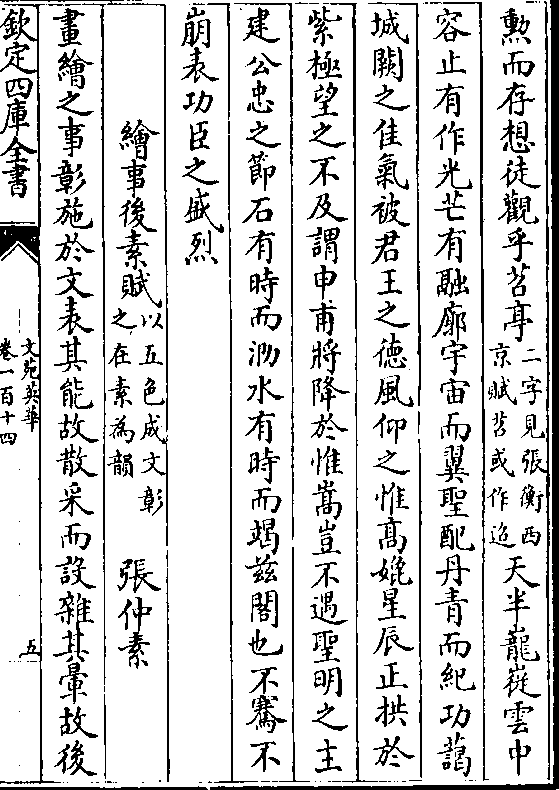 勲而存想徒觀乎苕亭二字見張衡西京賦苕或作迢天半巃嵸雲中
容止有作光芒有融廓宇宙而翼聖配丹青而紀功藹
城闕之佳氣被君王之德風仰之惟髙嫓星辰正拱於
紫極望之不及謂申甫將降於惟嵩豈不遇聖明之主
建公忠之節石有時而泐水有時而竭兹閣也不騫不
崩表功臣之盛烈
繪事後素賦以五色成文彰之在素為韻 張仲素
畫繪之事彰施於文表其能故散采而設雜其暈故後
欽定四庫全書
文苑英華
卷一百十四
五